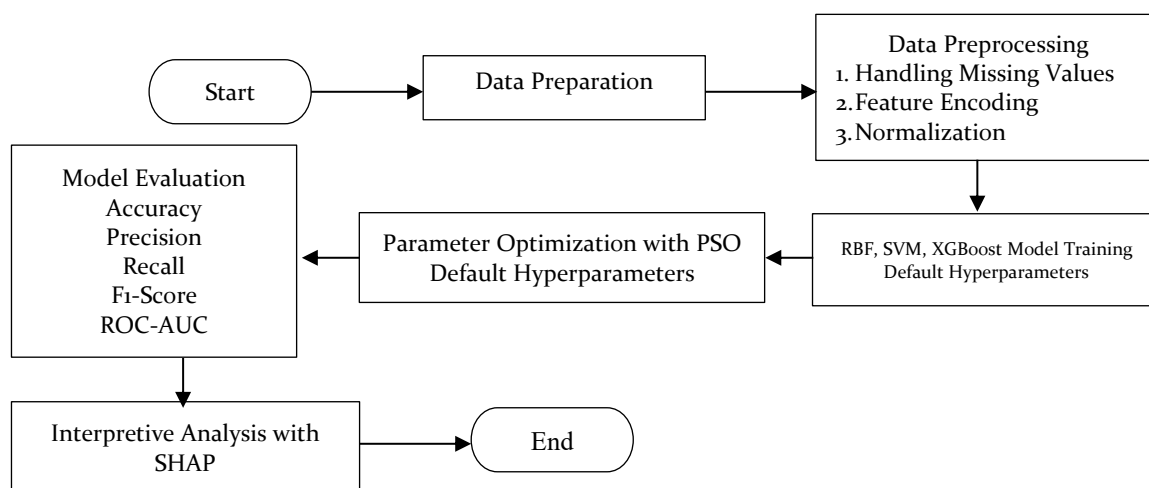 Start
Data Preparation
Data Preprocessing
1. Handling Missing Values
2. Feature Encoding
3. Normalization
RBF, SVM, XGBoost Model Training
Default Hyperparameters
Parameter Optimization with PSO
Default Hyperparameters
Model Evaluation
Accuracy
Precision
Recall
F1-Score
ROC-AUC
Interpretive Analysis with
SHAP
End